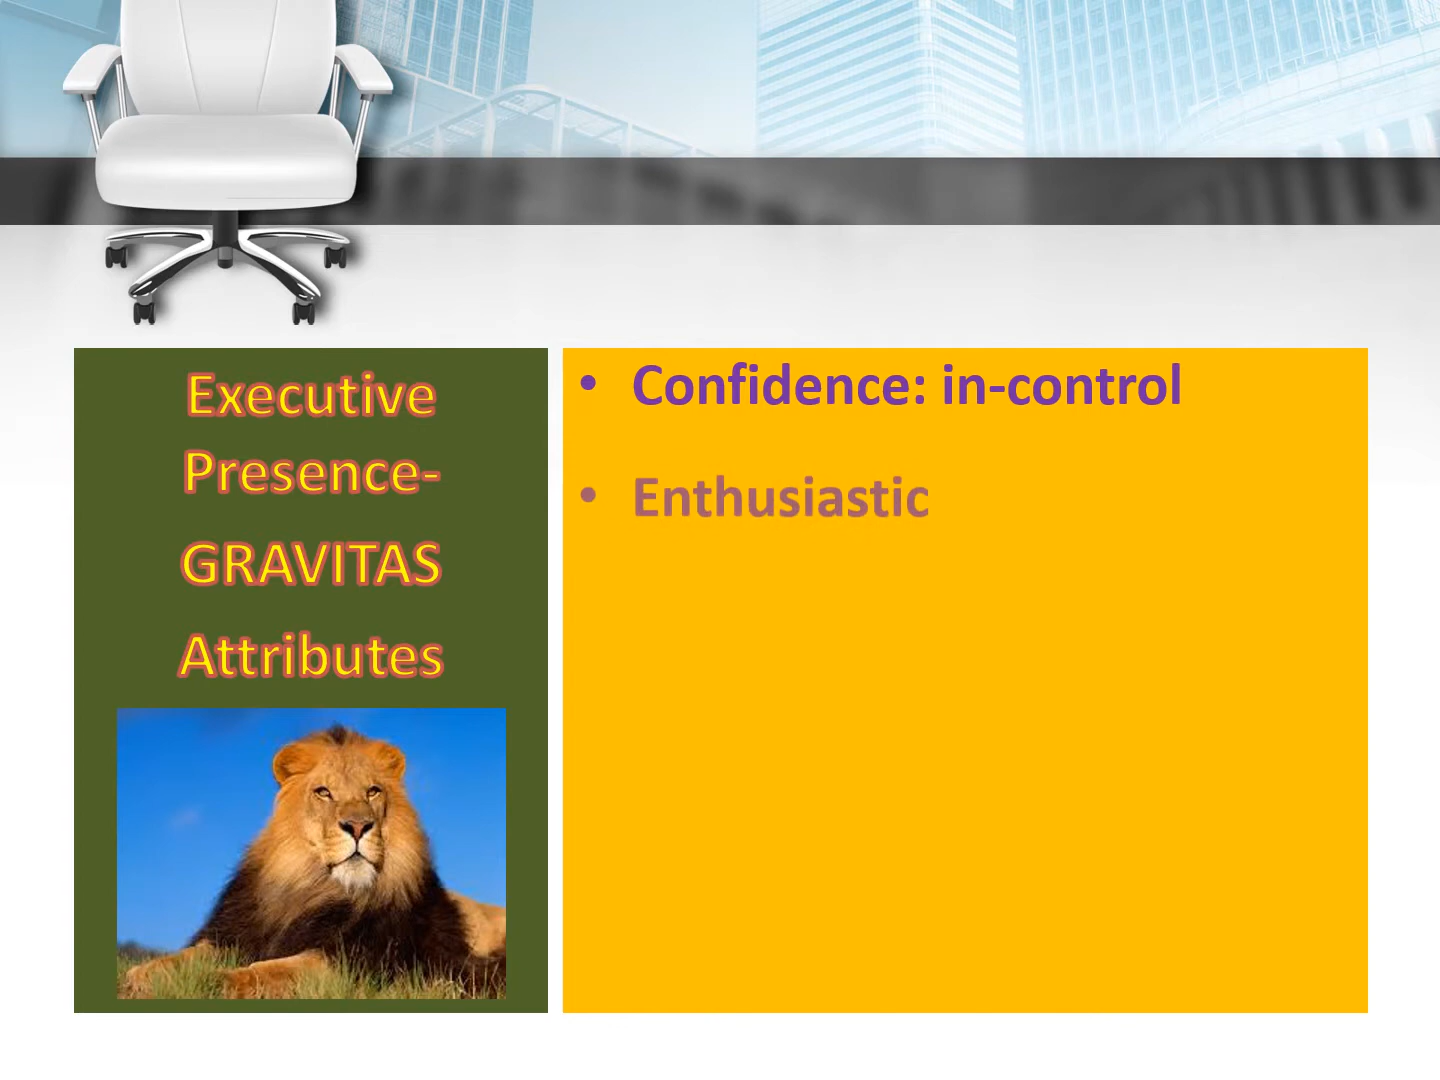 Executive
Presence-
GRAVITAS
Attributes
• Confidence: in-control
• Enthusiastic